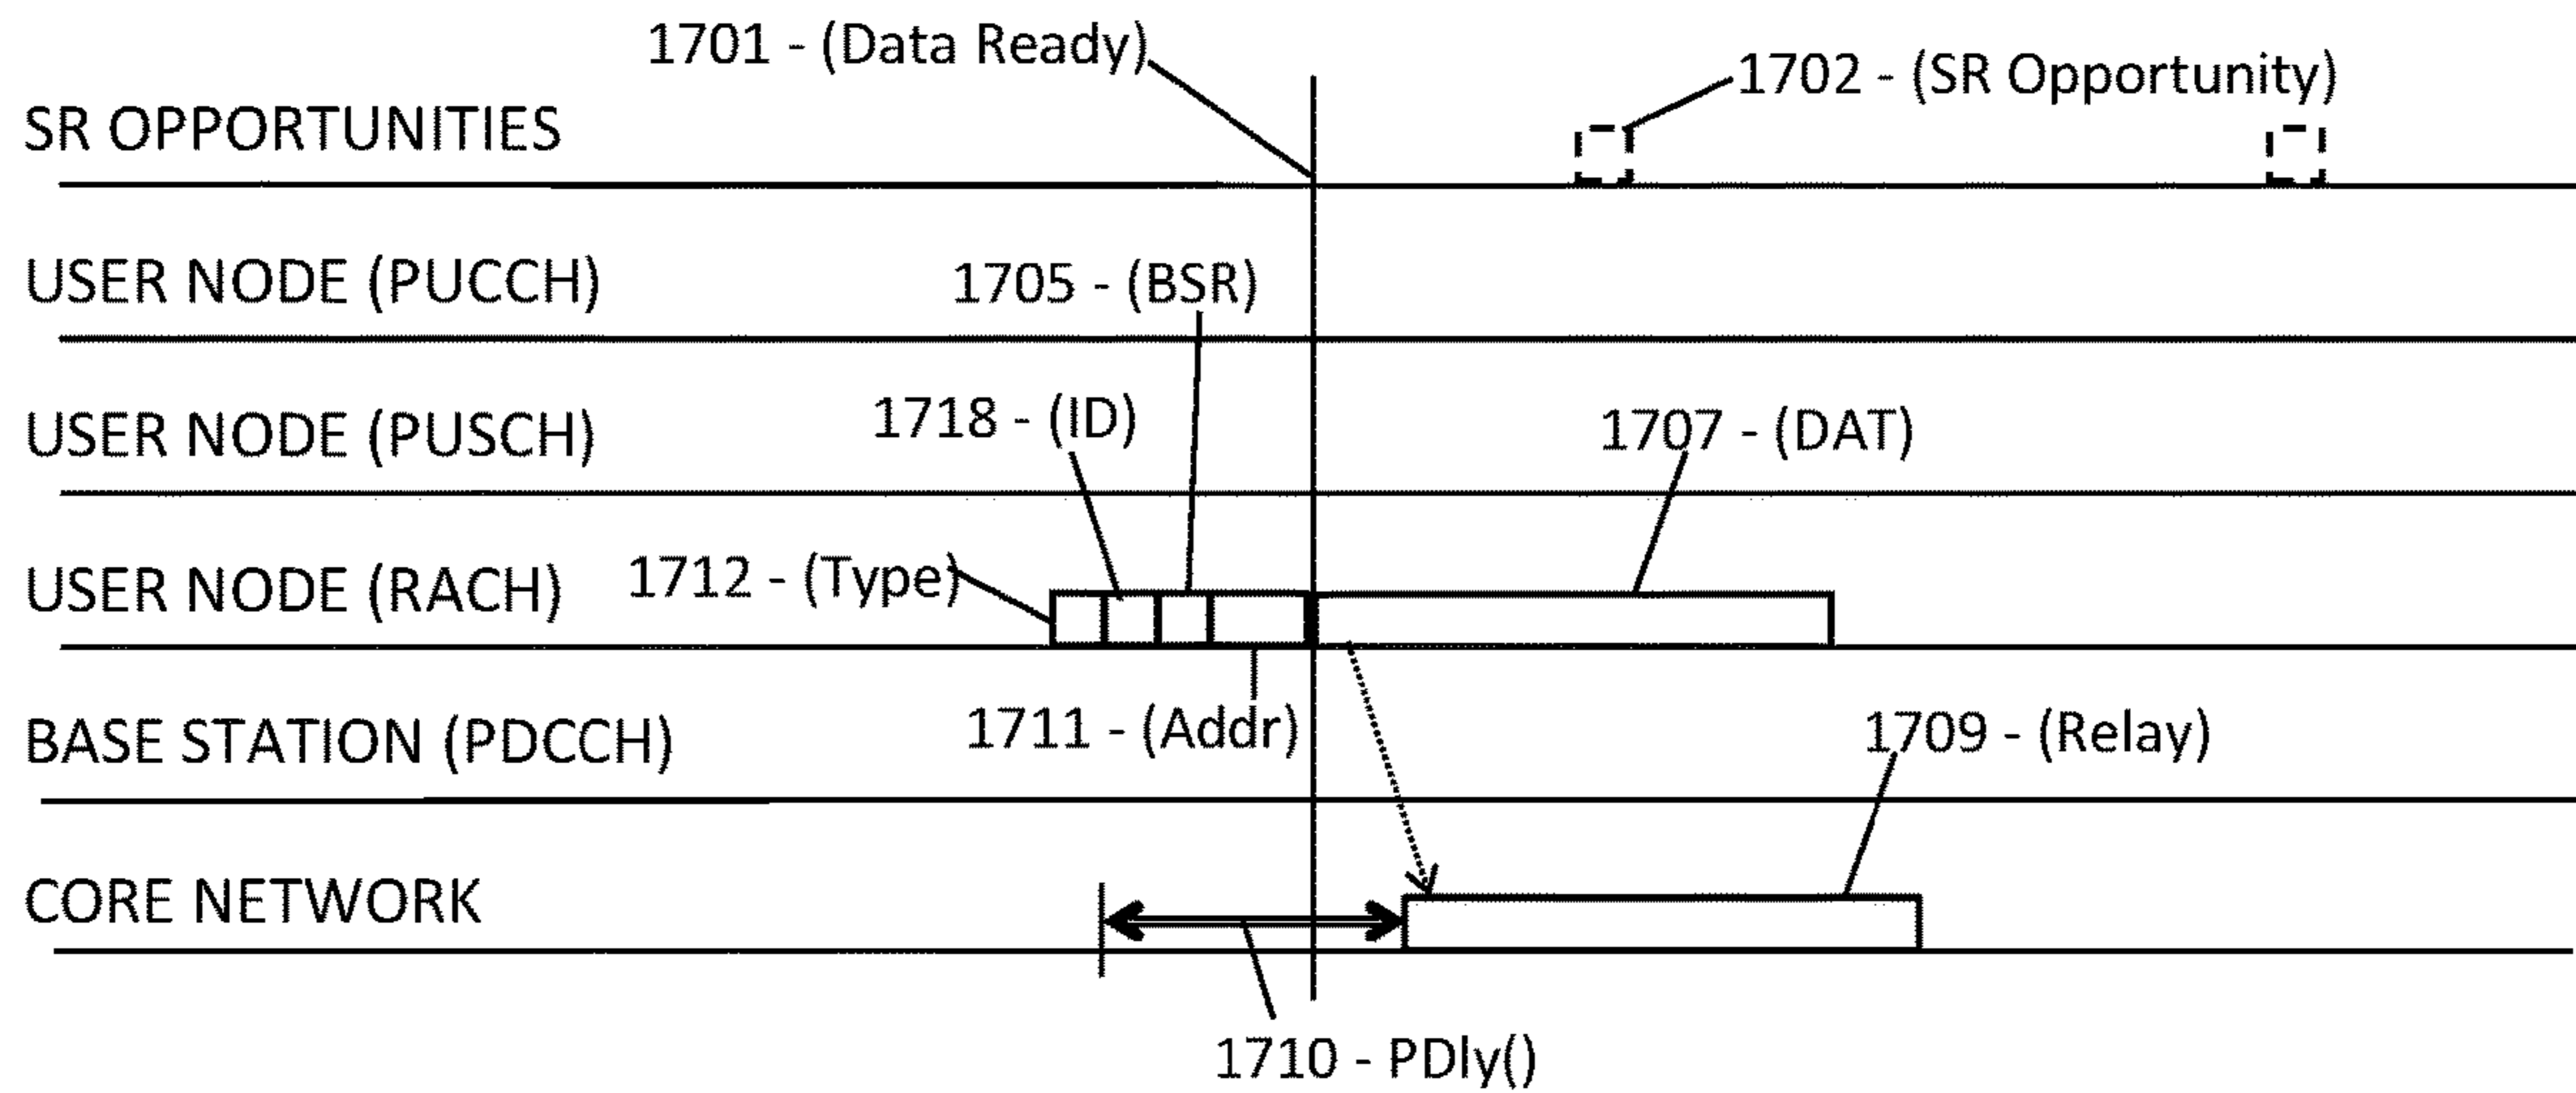 1701 - (Data Ready)
1702 - (SR Opportunity)
SR OPPORTUNITIES
USER NODE (PUCCH)
1705 - (BSR)
1718 - (ID)
1707 - (DAT)
USER NODE (PUSCH)
1712 - (Type)
USER NODE (RACH)
1711 - (Addr)
1709 - (Relay)
BASE STATION (PDCCH)
CORE NETWORK
1710 - PDly()